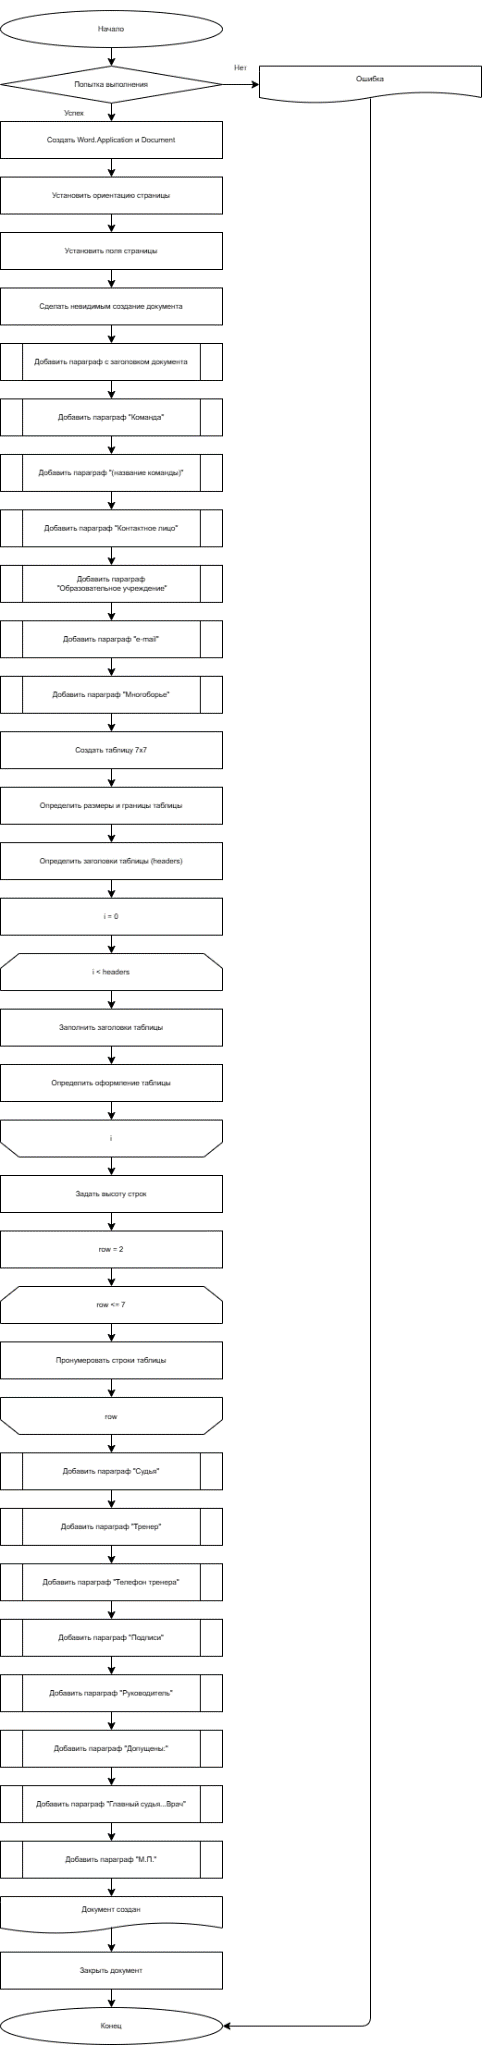 Начало
Нет
Попытка выполнения
Ошибка
Успех
Создать Word.Application и Document
Установить ориентацию страницы
Установить поля страницы
Сделать невидимым создание документа
Добавить параграф с заголовком документа
Добавить параграф "Команда"
Добавить параграф "(название команды)"
Добавить параграф "Контактное лицо"
Добавить параграф
"Образовательное учреждение"
Добавить параграф "e-mail"
Добавить параграф "Многоборье"
Создать таблицу 7x7
Определить размеры и границы таблицы
Определить заголовки таблицы (headers)
i = 0
i < headers
Заполнить заголовки таблицы
Определить оформление таблицы
i
Задать высоту строк
row = 2
row <= 7
Пронумеровать строки таблицы
row
Добавить параграф "Судья"
Добавить параграф "Тренер"
Добавить параграф "Телефон тренера"
Добавить параграф "Подписи"
Добавить параграф "Руководитель"
Добавить параграф "Допущены:"
Добавить параграф "Главный судья...Врач"
Добавить параграф "М.П."
Документ создан
Закрыть документ
Конец